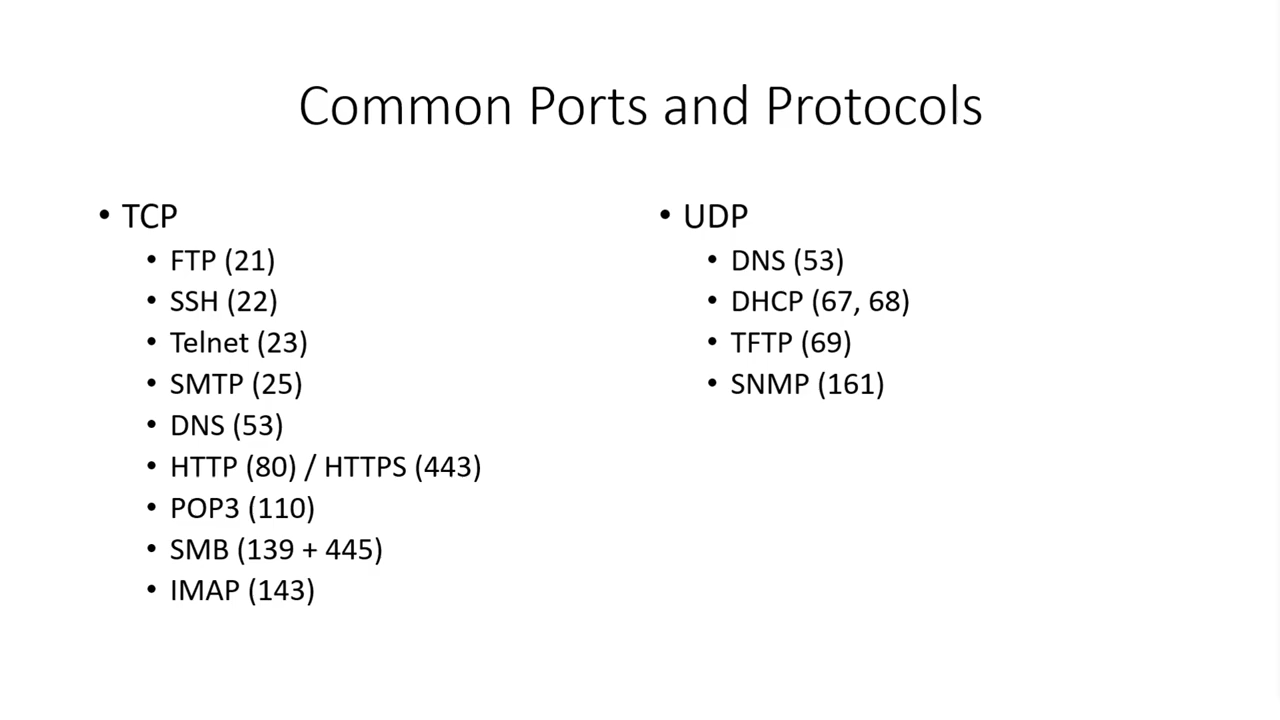 Common Ports and Protocols
• TCP
• FTP (21)
• SSH (22)
• Telnet (23)
• SMTP (25)
• DNS (53)
• HTTP (80) / HTTPS (443)
• POP3 (110)
• SMB (139 + 445)
• IMAP (143)
• UDP
• DNS (53)
• DHCP (67, 68)
• TFTP (69)
• SNMP (161)